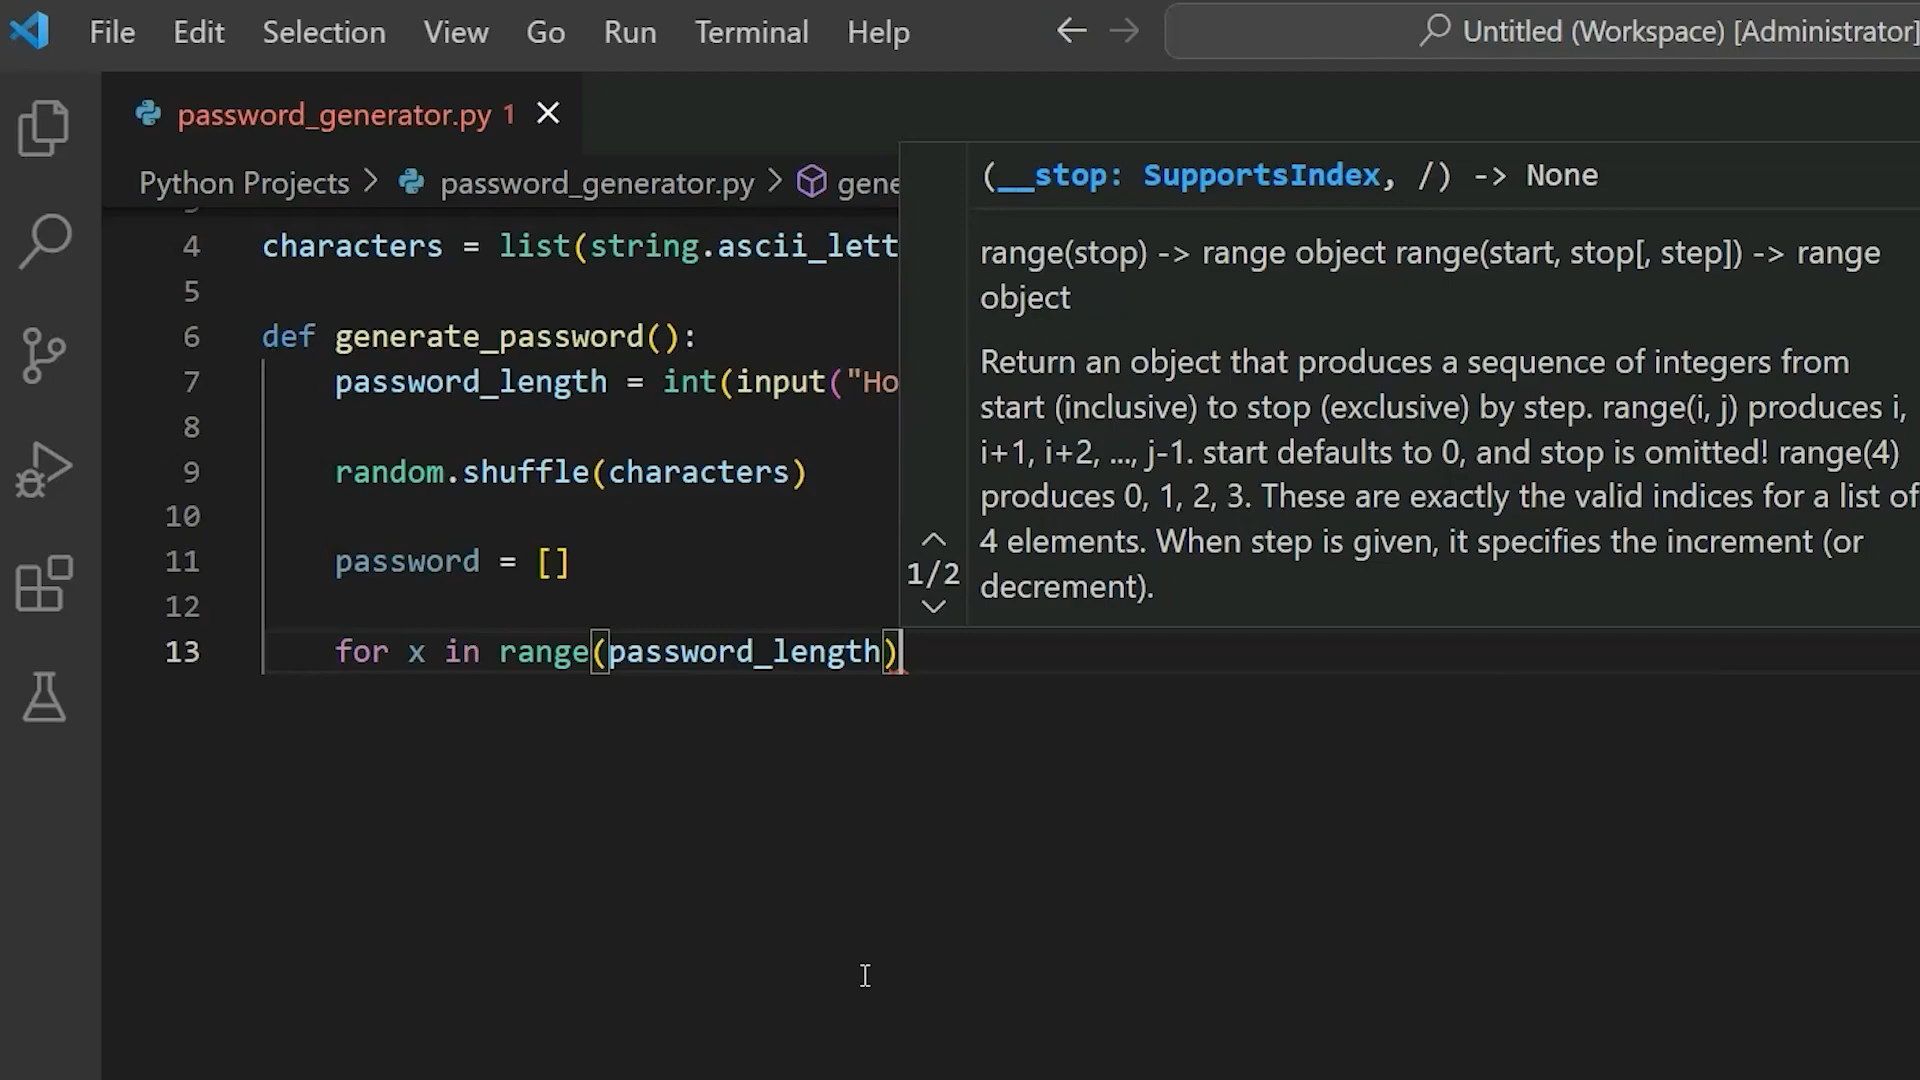 File Edit Selection View Go Run Terminal Help Untitled (Workspace) [Administrator]
password_generator.py 1
Python Projects > password_generator.py > gene
(__stop: SupportsIndex, /) -> None
range(stop) -> range object range(start, stop[, step]) -> range
object
Return an object that produces a sequence of integers from
start (inclusive) to stop (exclusive) by step. range(i, j) produces i,
i+1, i+2, ..., j-1. start defaults to 0, and stop is omitted! range(4)
produces 0, 1, 2, 3. These are exactly the valid indices for a list of
4 elements. When step is given, it specifies the increment (or
decrement).
1/2
4 characters = list(string.ascii_lett
5
6 def generate_password():
7 password_length = int(input("Ho
8
9 random.shuffle(characters)
10
11 password = []
12
13 for x in range(password_length)